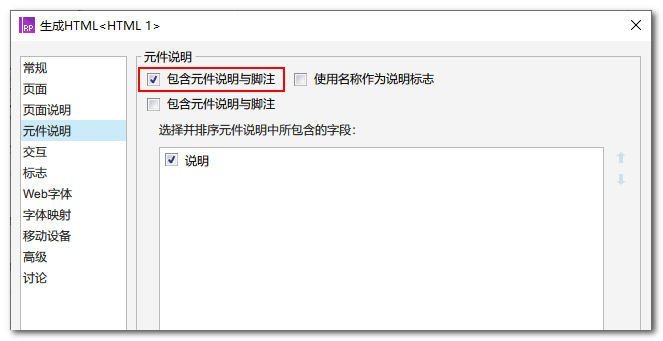 RP 生成HTML<HTML 1>
常规
页面
页面说明
元件说明
交互
标志
Web字体
字体映射
移动设备
高级
讨论
元件说明
包含元件说明与脚注 使用名称作为说明标志
包含元件说明与脚注
选择并排序元件说明中所包含的字段：
说明